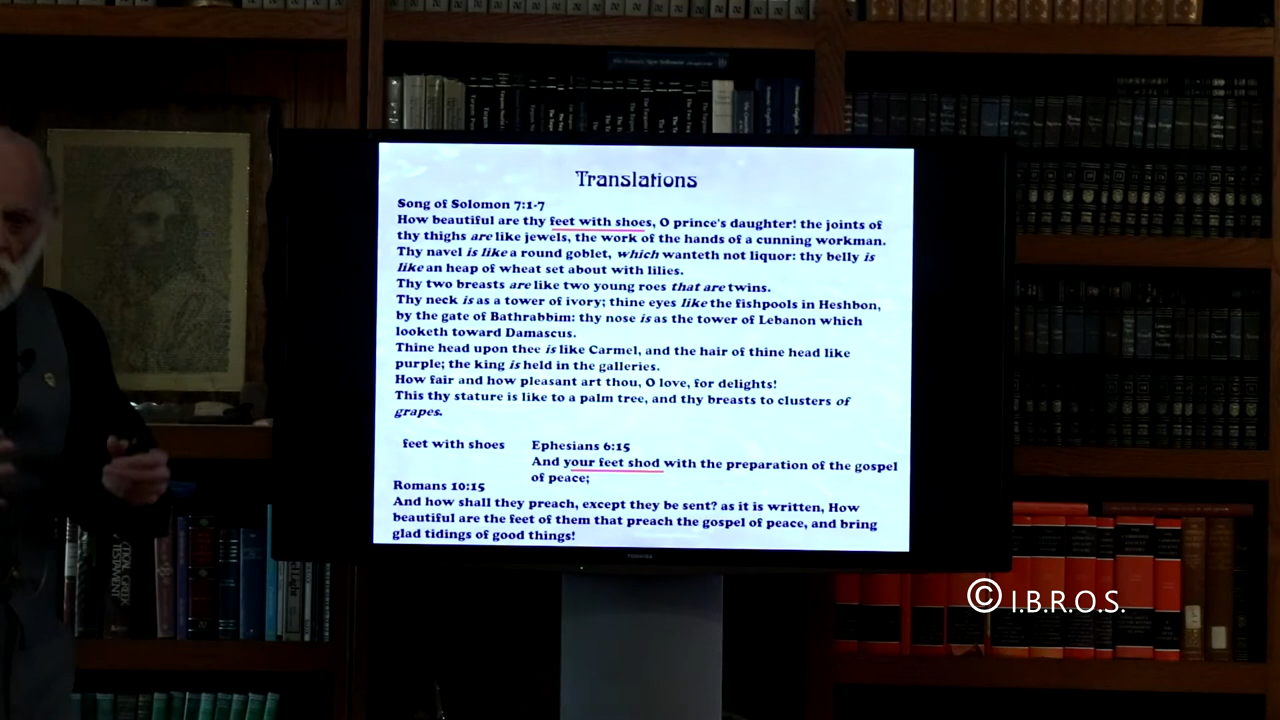 Translations
Song of Solomon 7:1-7
How beautiful are thy feet with shoes, O prince's daughter! the joints of
thy thighs are like jewels, the work of the hands of a cunning workman.
Thy navel is like a round goblet, which wanteth not liquor: thy belly is
like an heap of wheat set about with lilies.
Thy two breasts are like two young roes that are twins.
Thy neck is as a tower of ivory; thine eyes like the fishpools in Heshbon,
by the gate of Bathrabbim: thy nose is as the tower of Lebanon which
looketh toward Damascus.
Thine head upon thee is like Carmel, and the hair of thine head like
purple; the king is held in the galleries.
How fair and how pleasant art thou, O love, for delights!
This thy stature is like to a palm tree, and thy breasts to clusters of
grapes.
feet with shoes
Ephesians 6:15
And your feet shod with the preparation of the gospel
of peace;
Romans 10:15
And how shall they preach, except they be sent? as it is written, How
beautiful are the feet of them that preach the gospel of peace, and bring
glad tidings of good things!
TOSHIBA
© I.B.R.O.S.